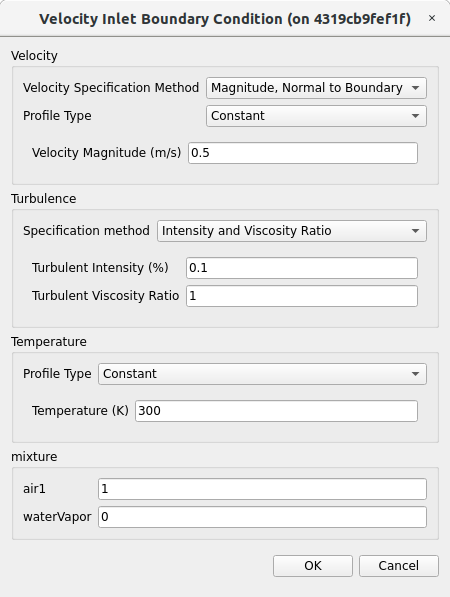 Velocity Inlet Boundary Condition (on 4319cb9fef1f) ×
Velocity
Velocity Specification Method Magnitude, Normal to Boundary
Profile Type Constant
Velocity Magnitude (m/s) 0.5
Turbulence
Specification method Intensity and Viscosity Ratio
Turbulent Intensity (%) 0.1
Turbulent Viscosity Ratio 1
Temperature
Profile Type Constant
Temperature (K) 300
mixture
air1 1
waterVapor 0
OK Cancel